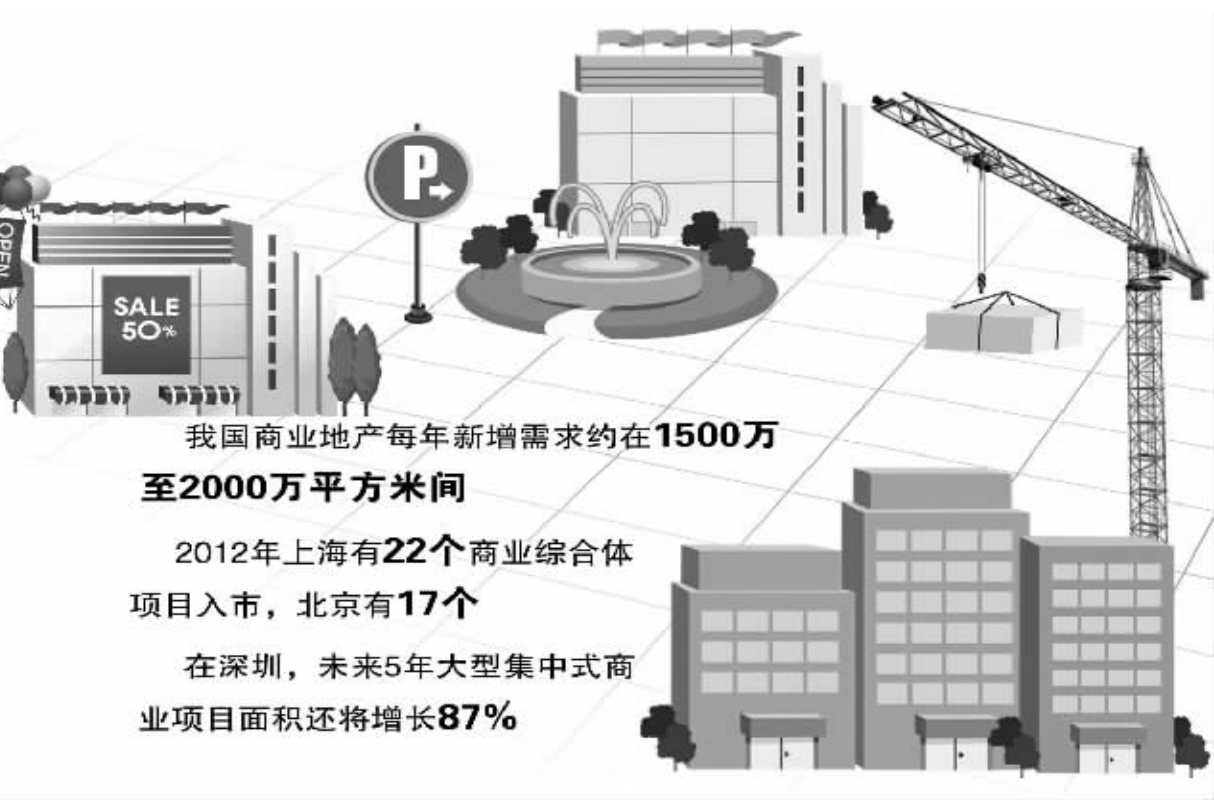 P
OPEN
SALE
50%
我国商业地产每年新增需求约在1500万
至2000万平方米间
2012年上海有22个商业综合体
项目入市，北京有17个
在深圳，未来5年大型集中式商
业项目面积还将增长87%